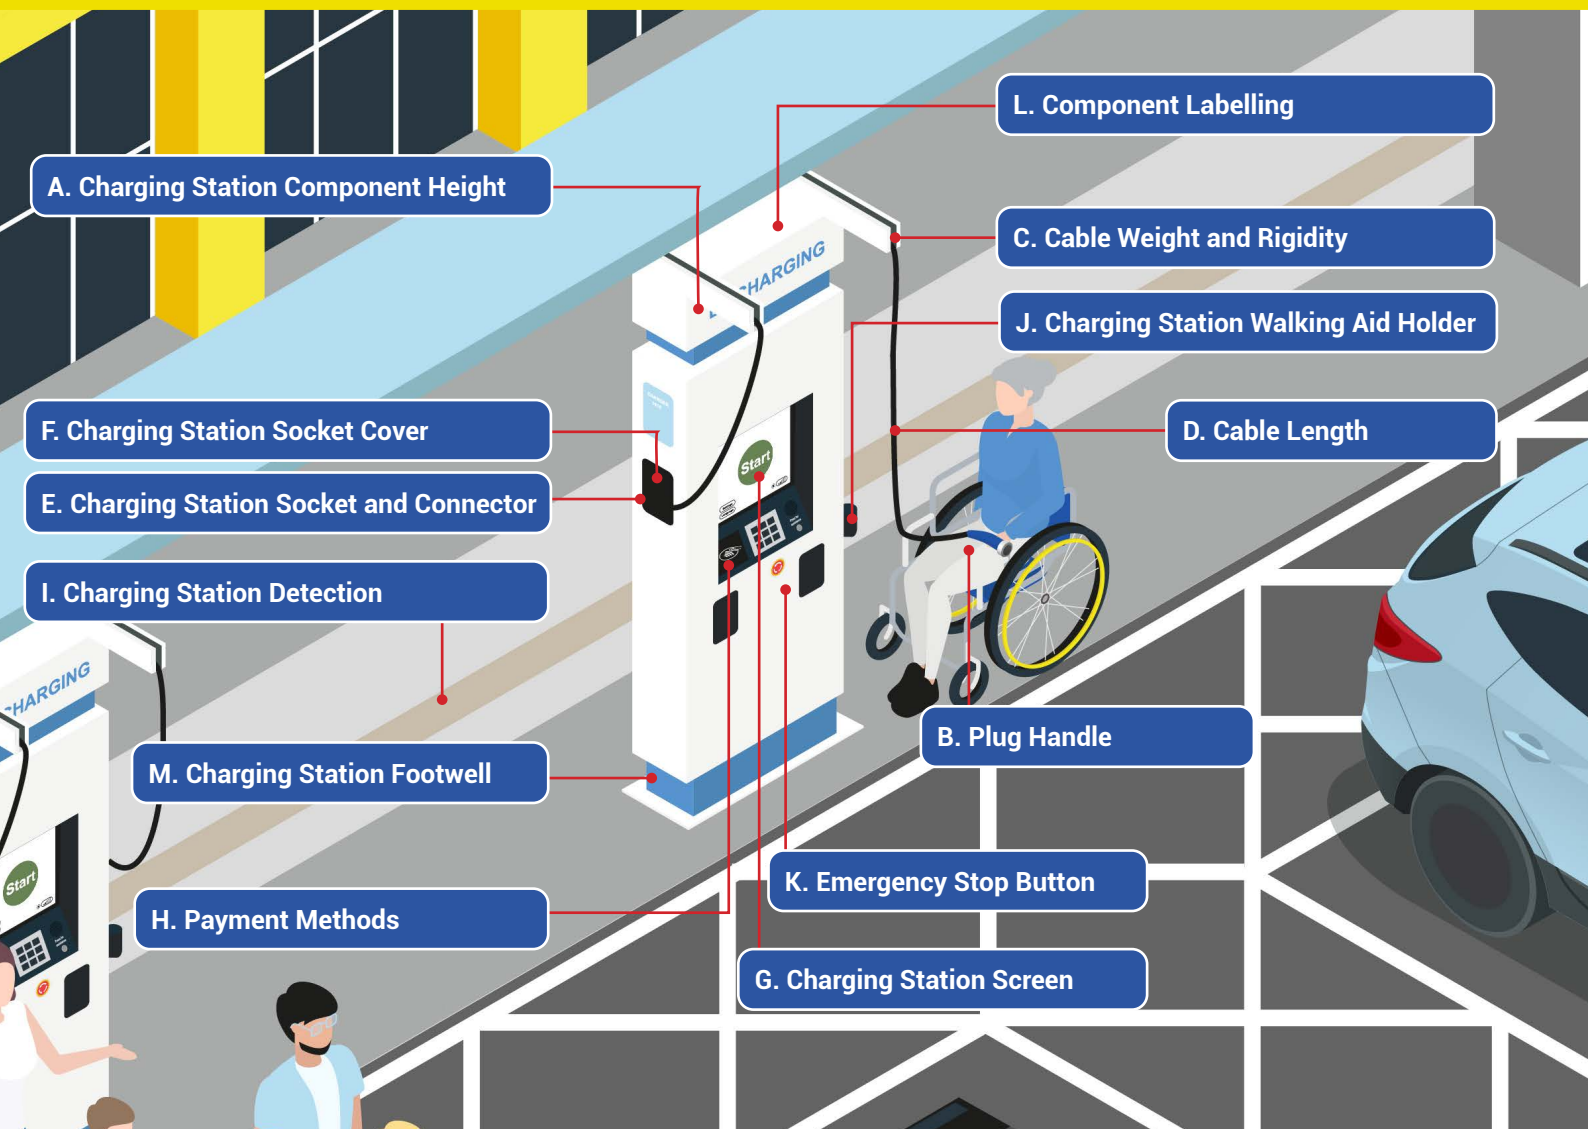 L. Component Labelling
A. Charging Station Component Height
C. Cable Weight and Rigidity
CHARGING
J. Charging Station Walking Aid Holder
F. Charging Station Socket Cover
D. Cable Length
Start
E. Charging Station Socket and Connector
I. Charging Station Detection
CHARGING
B. Plug Handle
M. Charging Station Footwell
Start
K. Emergency Stop Button
H. Payment Methods
G. Charging Station Screen